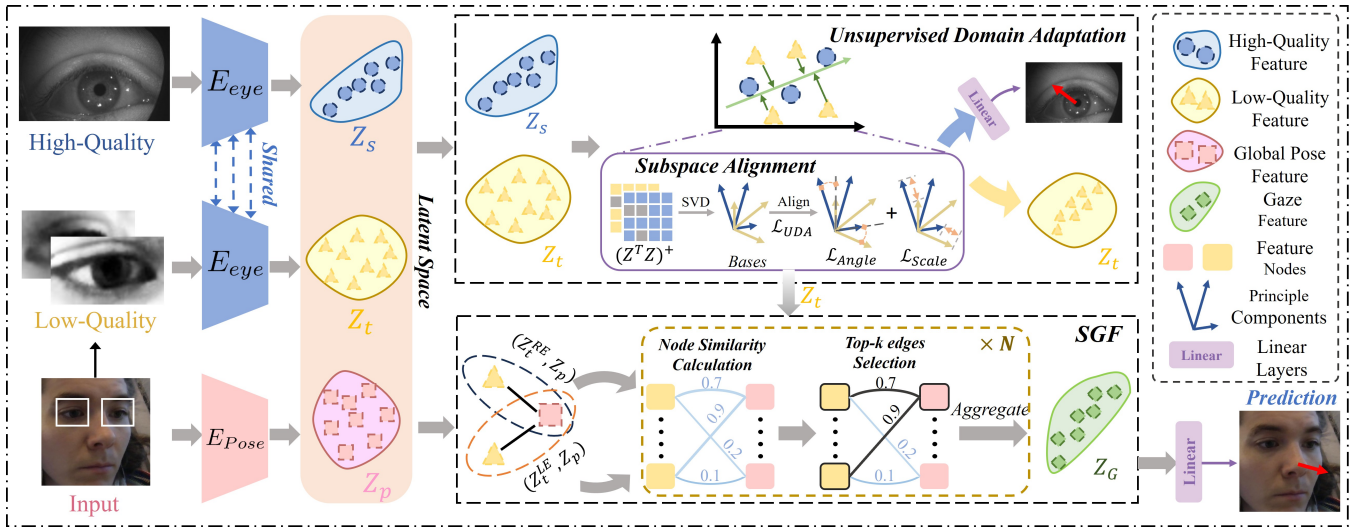 High-Quality
E_eye
Shared
Low-Quality
E_eye
Input
E_Pose
Z_s
Z_t
Z_p
Latent Space
Unsupervised Domain Adaptation
Z_s
Z_t
Subspace Alignment
SVD
Align
L_UDA
+
(Z^T Z)^+
Bases
L_Angle
L_Scale
Linear
Z_t
Z_t
SGF
(Z_t^RE, Z_p)
(Z_t^LE, Z_p)
Node Similarity
Calculation
Top-k edges
Selection
× N
0.7
0.9
0.2
0.1
0.7
0.9
0.2
0.1
Aggregate
Z_G
Linear
Prediction
High-Quality
Feature
Low-Quality
Feature
Global Pose
Feature
Gaze
Feature
Feature
Nodes
Principle
Components
Linear
Linear
Layers